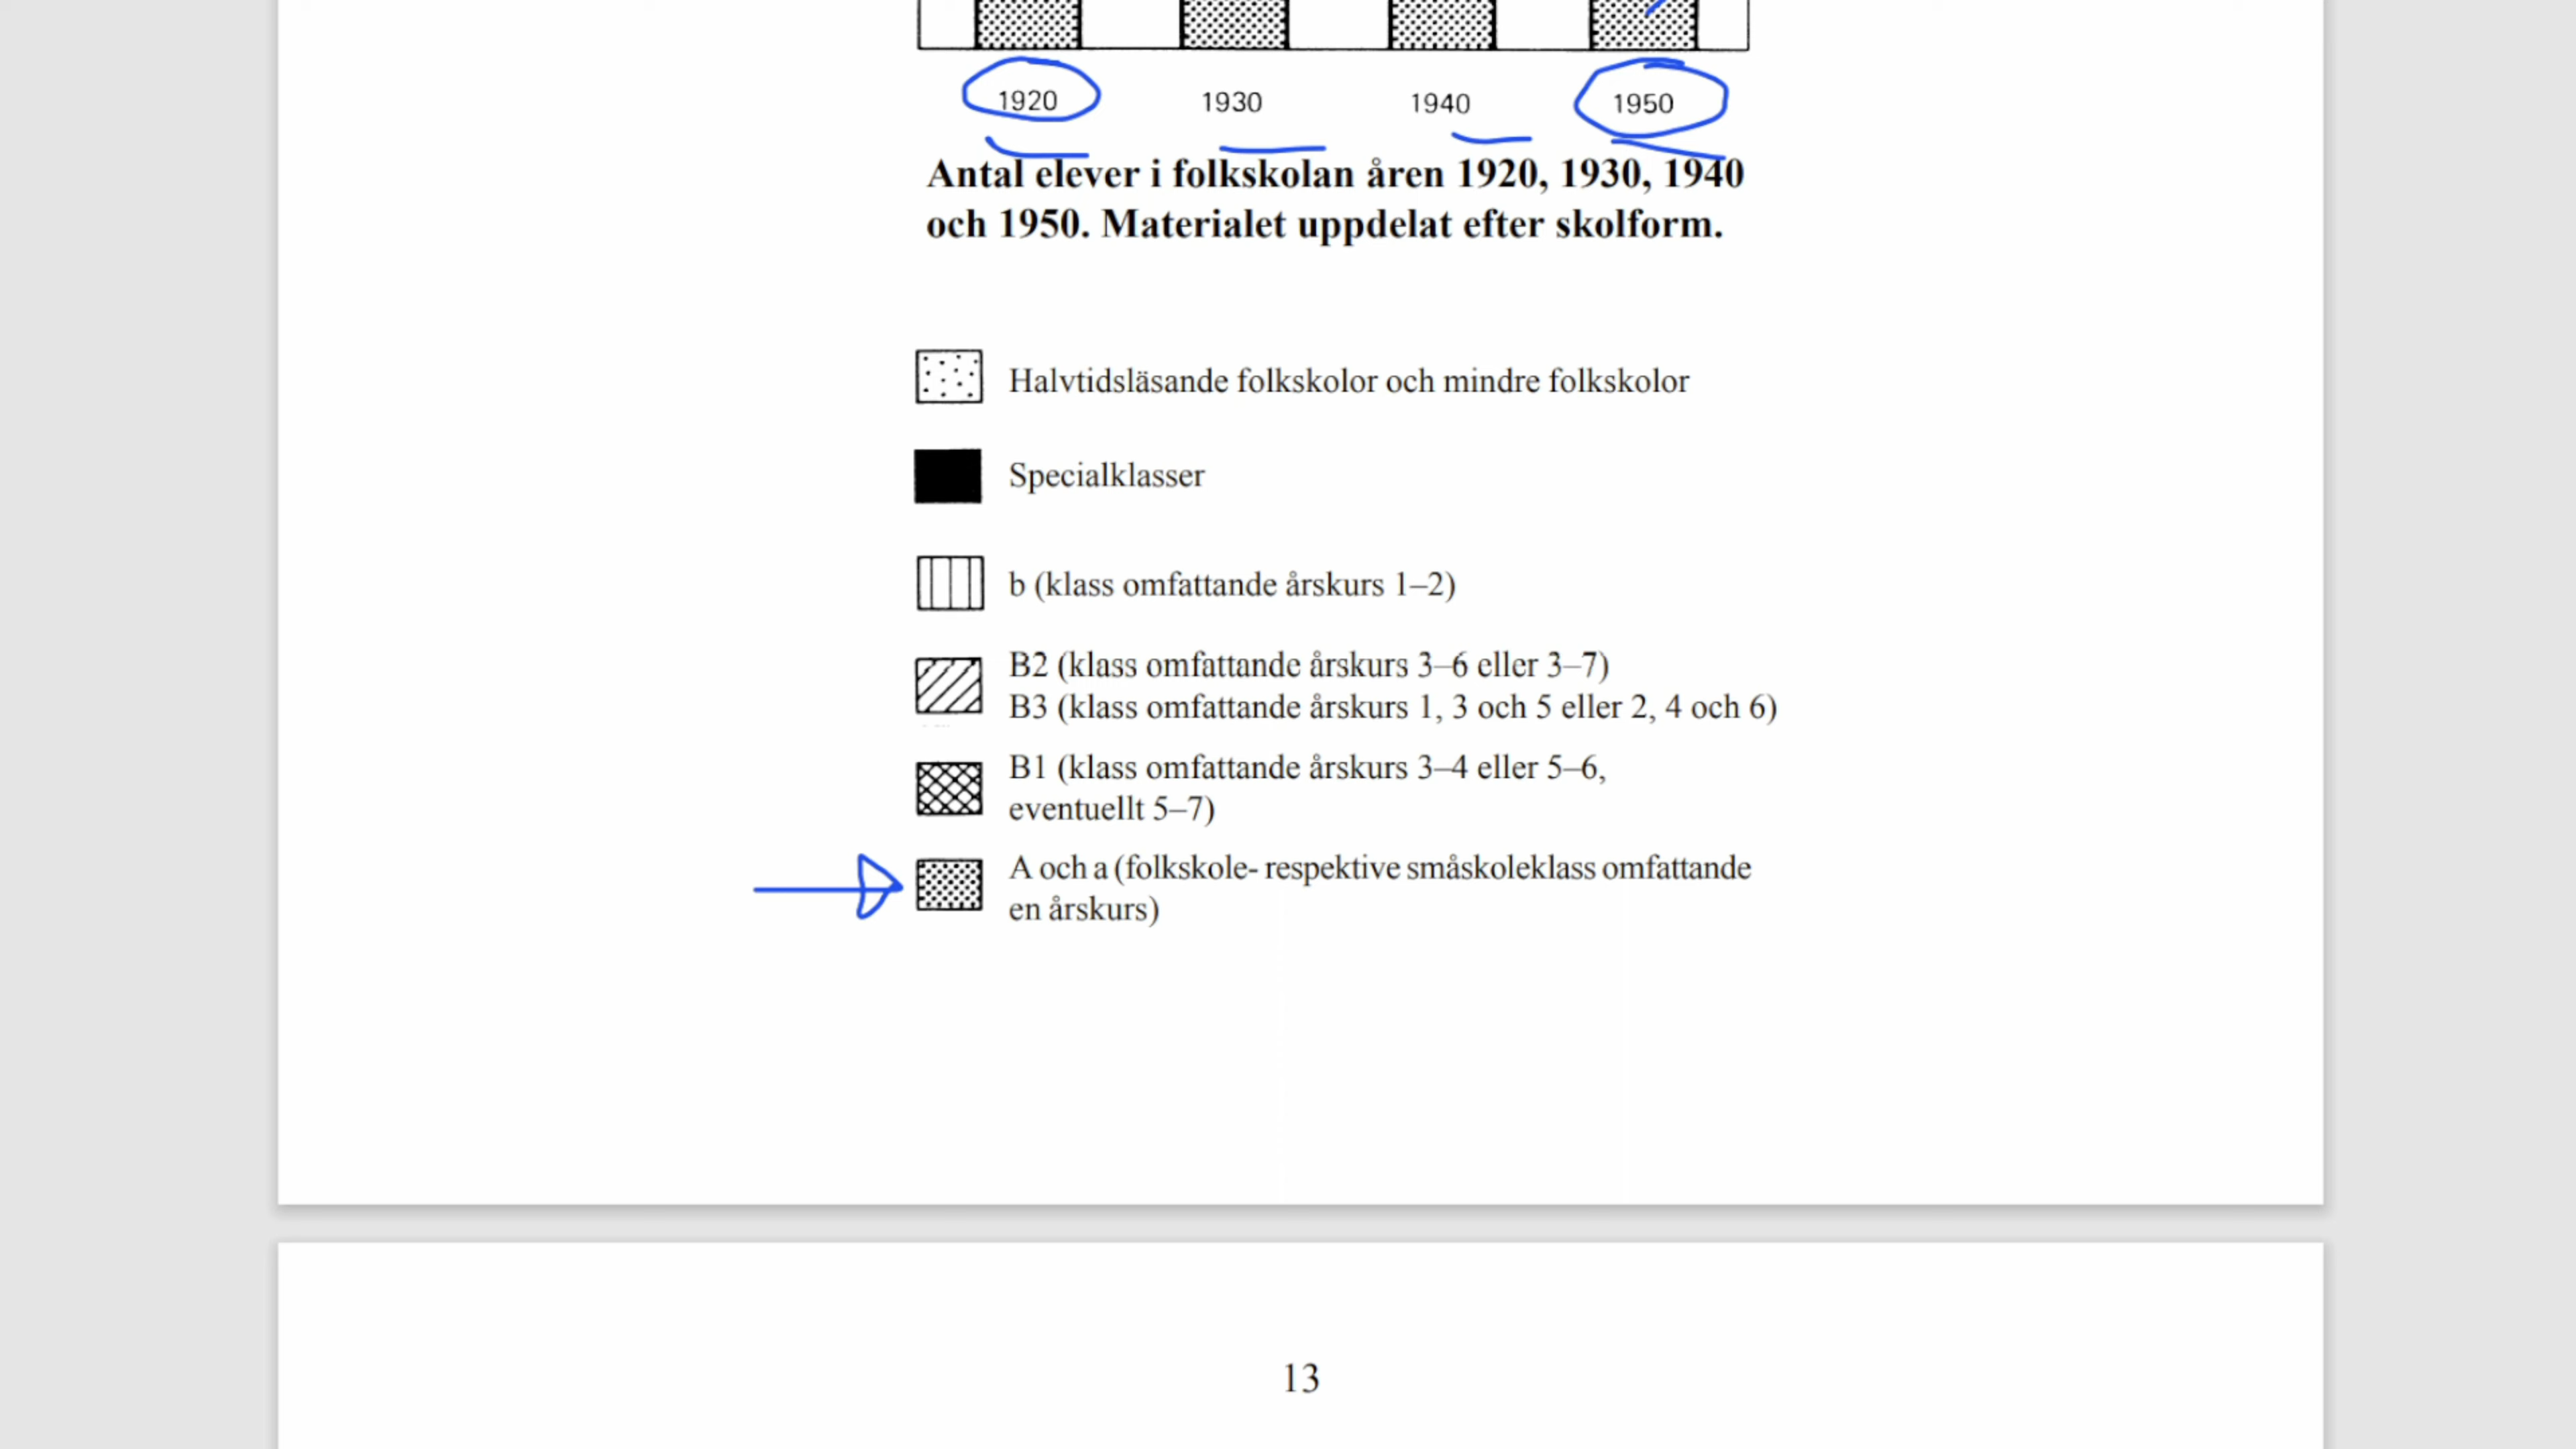 1920 1930 1940 1950
Antal elever i folkskolan åren 1920, 1930, 1940
och 1950. Materialet uppdelat efter skolform.
Halvtidsläsande folkskolor och mindre folkskolor
Specialklasser
b (klass omfattande årskurs 1–2)
B2 (klass omfattande årskurs 3–6 eller 3–7)
B3 (klass omfattande årskurs 1, 3 och 5 eller 2, 4 och 6)
B1 (klass omfattande årskurs 3–4 eller 5–6,
eventuellt 5–7)
A och a (folkskole- respektive småskoleklass omfattande
en årskurs)
13